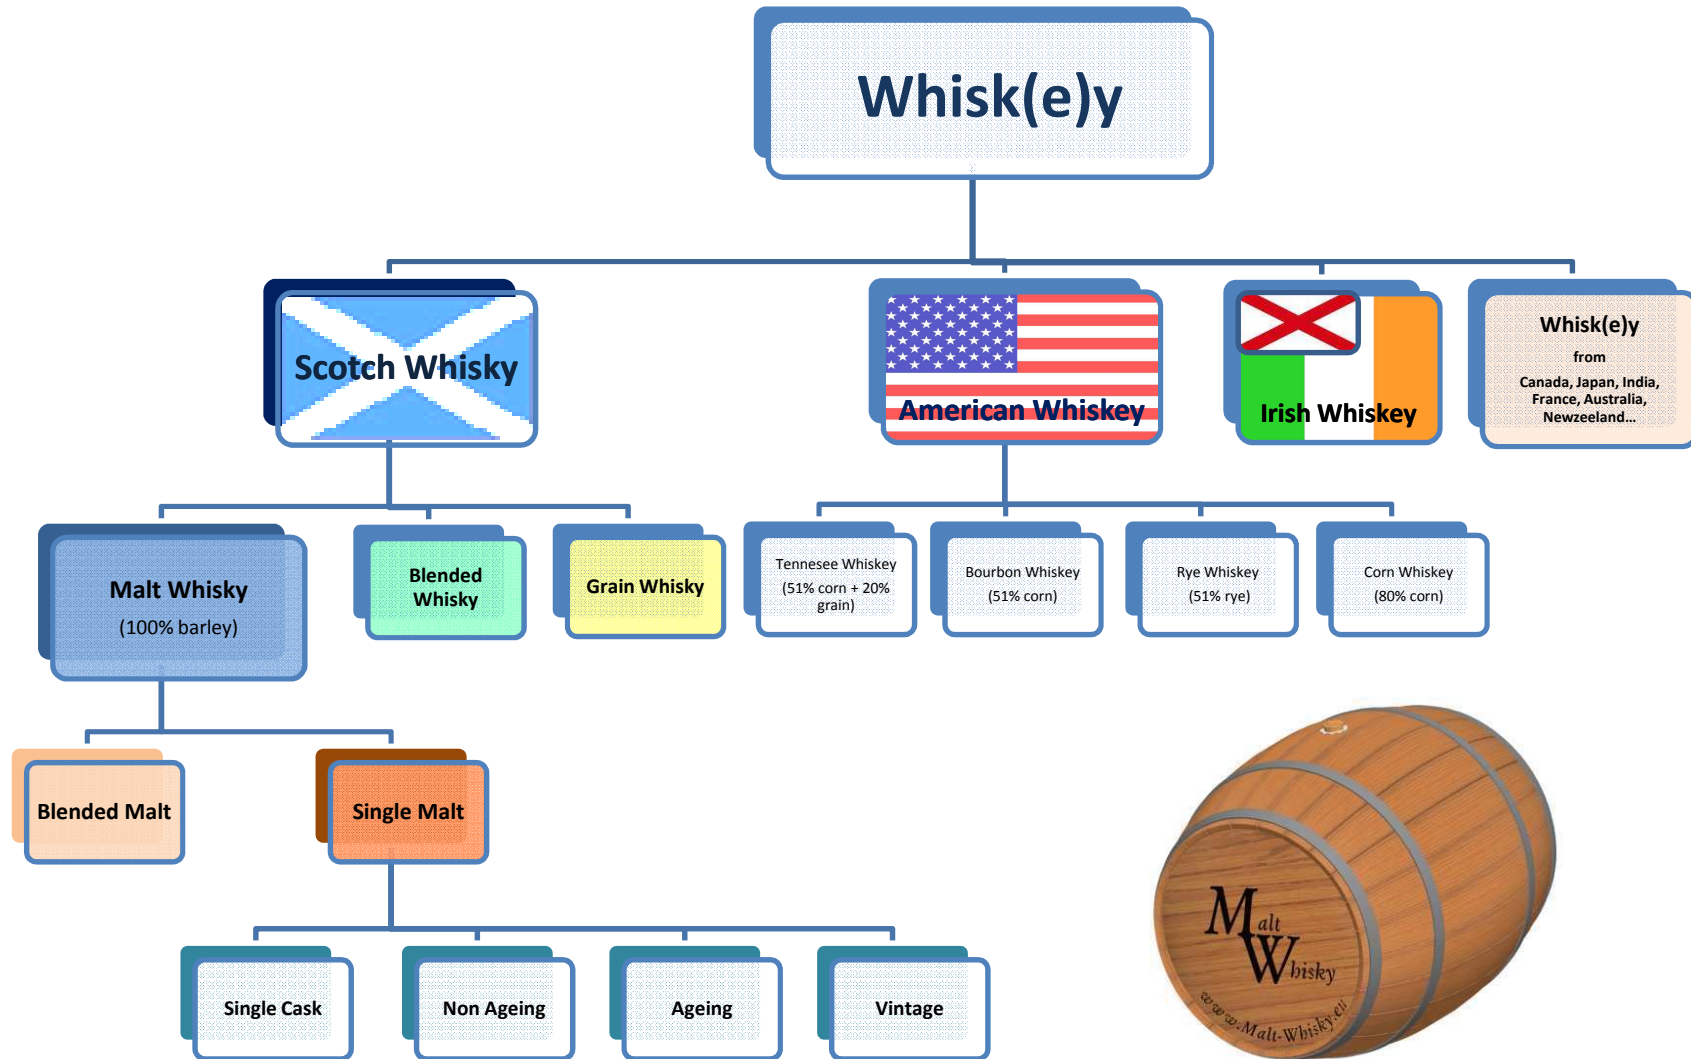 Whisk(e)y
Scotch Whisky
American Whiskey
Irish Whiskey
Whisk(e)y
from
Canada, Japan, India,
France, Australia,
Newzeeland...
Malt Whisky
(100% barley)
Blended
Whisky
Grain Whisky
Tennesee Whiskey
(51% corn + 20%
grain)
Bourbon Whiskey
(51% corn)
Rye Whiskey
(51% rye)
Corn Whiskey
(80% corn)
Blended Malt
Single Malt
Single Cask
Non Ageing
Ageing
Vintage
Malt
Whisky
www.Malt-Whisky.eu